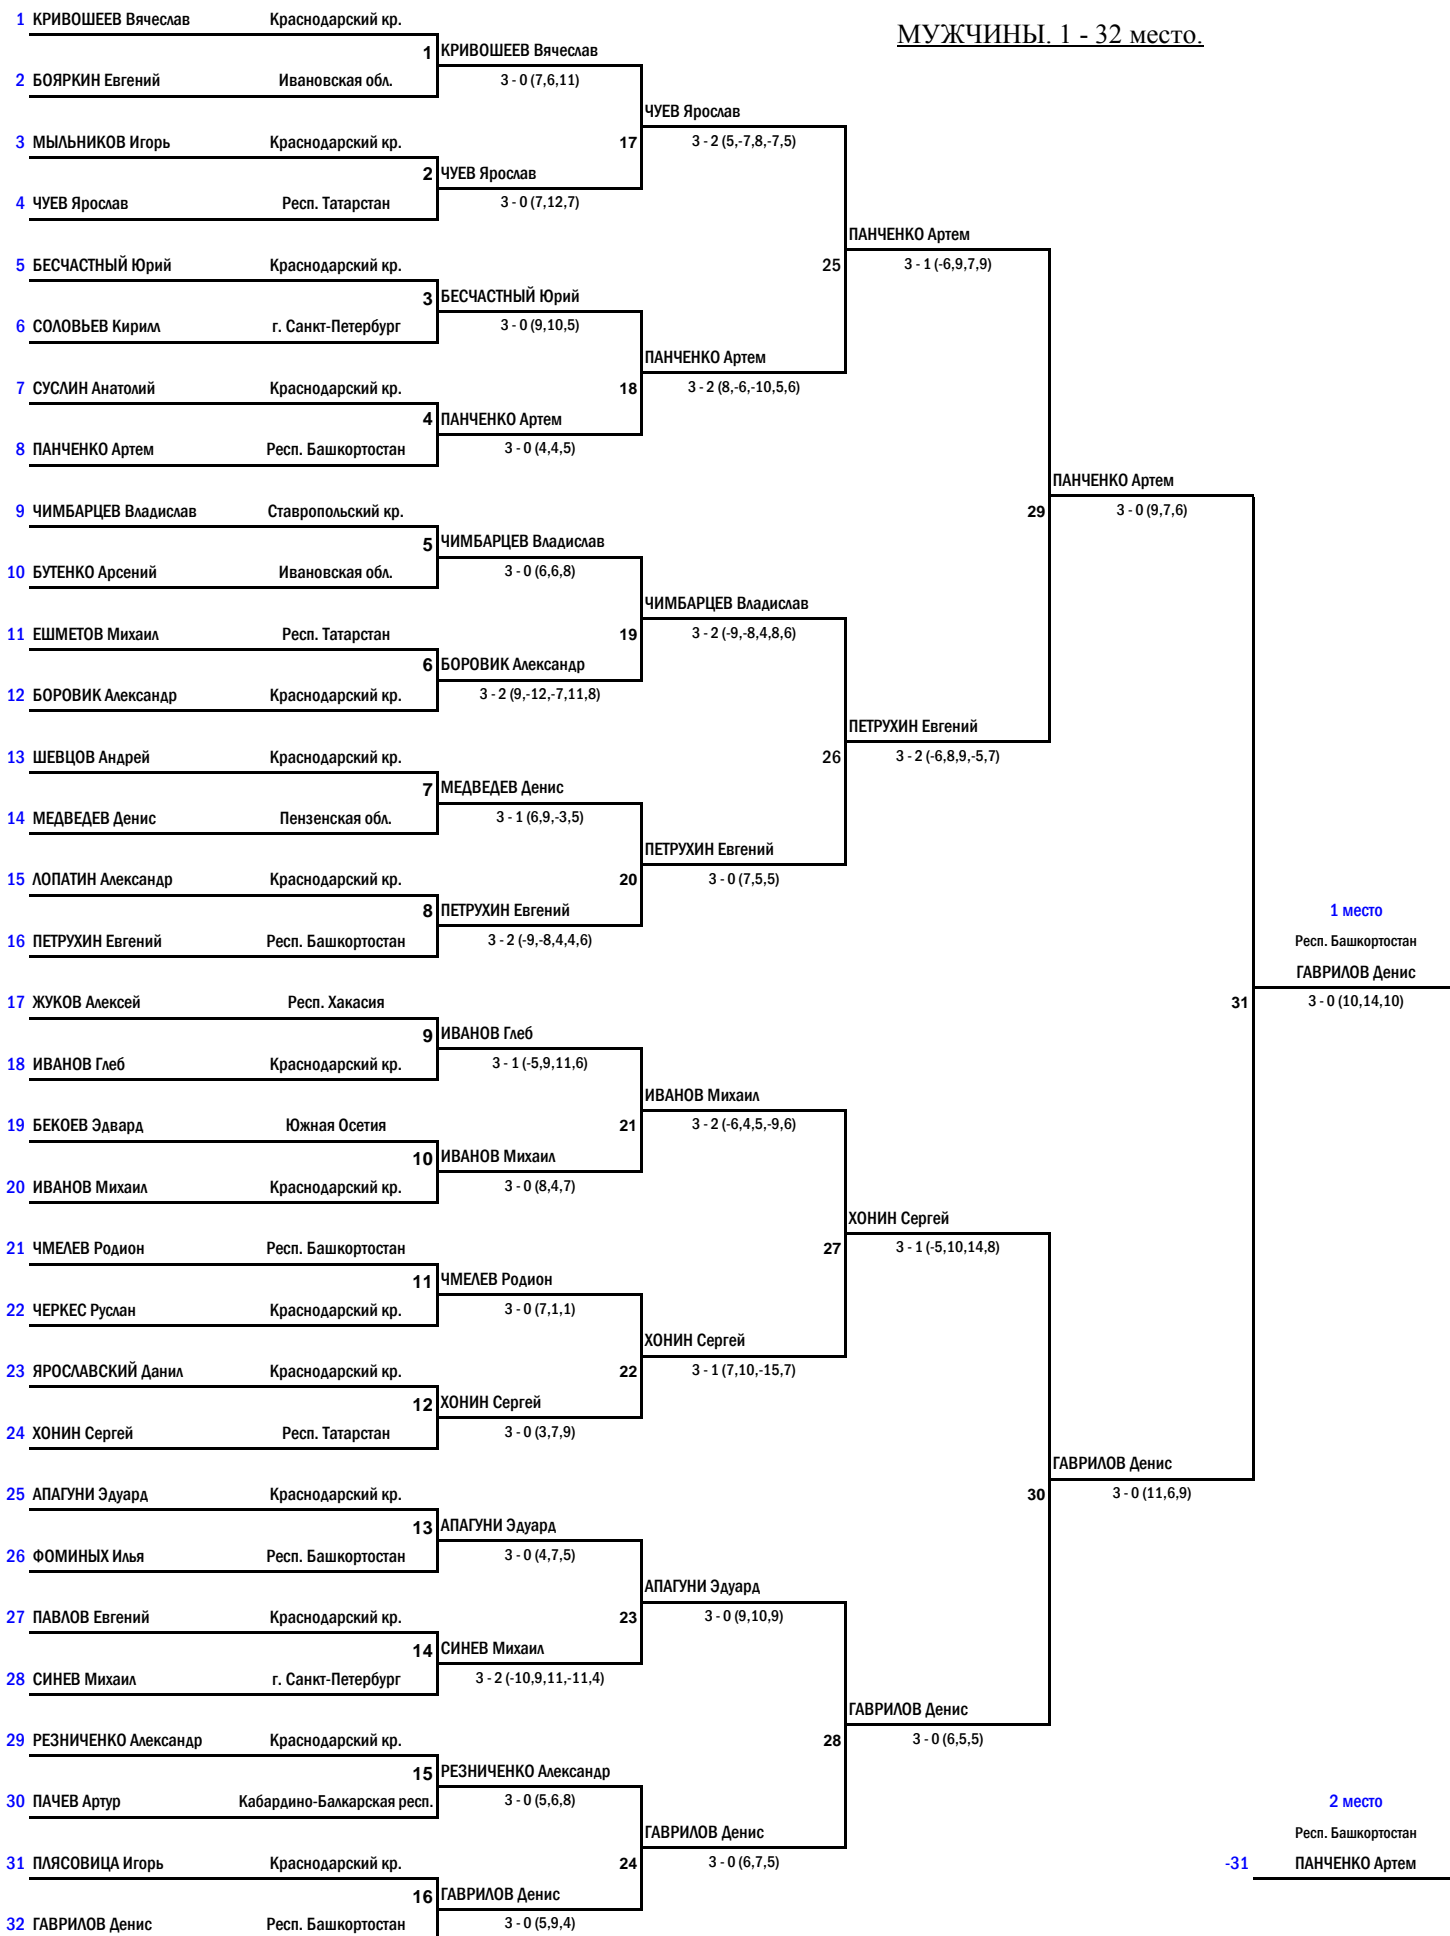 1 КРИВОШЕЕВ Вячеслав Краснодарский кр.
МУЖЧИНЫ. 1 - 32 место.
1 КРИВОШЕЕВ Вячеслав
2 БОЯРКИН Евгений Ивановская обл. 3 - 0 (7,6,11)
ЧУЕВ Ярослав
3 МЫЛЬНИКОВ Игорь Краснодарский кр. 17 3 - 2 (5,-7,8,-7,5)
2 ЧУЕВ Ярослав
4 ЧУЕВ Ярослав Респ. Татарстан 3 - 0 (7,12,7)
ПАНЧЕНКО Артем
5 БЕСЧАСТНЫЙ Юрий Краснодарский кр. 25 3 - 1 (-6,9,7,9)
3 БЕСЧАСТНЫЙ Юрий
6 СОЛОВЬЕВ Кирилл г. Санкт-Петербург 3 - 0 (9,10,5)
ПАНЧЕНКО Артем
7 СУСЛИН Анатолий Краснодарский кр. 18 3 - 2 (8,-6,-10,5,6)
4 ПАНЧЕНКО Артем
8 ПАНЧЕНКО Артем Респ. Башкортостан 3 - 0 (4,4,5)
ПАНЧЕНКО Артем
9 ЧИМБАРЦЕВ Владислав Ставропольский кр. 29 3 - 0 (9,7,6)
5 ЧИМБАРЦЕВ Владислав
10 БУТЕНКО Арсений Ивановская обл. 3 - 0 (6,6,8)
ЧИМБАРЦЕВ Владислав
11 ЕШМЕТОВ Михаил Респ. Татарстан 19 3 - 2 (-9,-8,4,8,6)
6 БОРОВИК Александр
12 БОРОВИК Александр Краснодарский кр. 3 - 2 (9,-12,-7,11,8)
ПЕТРУХИН Евгений
13 ШЕВЦОВ Андрей Краснодарский кр. 26 3 - 2 (-6,8,9,-5,7)
7 МЕДВЕДЕВ Денис
14 МЕДВЕДЕВ Денис Пензенская обл. 3 - 1 (6,9,-3,5)
ПЕТРУХИН Евгений
15 ЛОПАТИН Александр Краснодарский кр. 20 3 - 0 (7,5,5)
8 ПЕТРУХИН Евгений 1 место
16 ПЕТРУХИН Евгений Респ. Башкортостан 3 - 2 (-9,-8,4,4,6) Респ. Башкортостан
ГАВРИЛОВ Денис
17 ЖУКОВ Алексей Респ. Хакасия 31 3 - 0 (10,14,10)
9 ИВАНОВ Глеб
18 ИВАНОВ Глеб Краснодарский кр. 3 - 1 (-5,9,11,6)
ИВАНОВ Михаил
19 БЕКОЕВ Эдвард Южная Осетия 21 3 - 2 (-6,4,5,-9,6)
10 ИВАНОВ Михаил
20 ИВАНОВ Михаил Краснодарский кр. 3 - 0 (8,4,7)
ХОНИН Сергей
21 ЧМЕЛЕВ Родион Респ. Башкортостан 27 3 - 1 (-5,10,14,8)
11 ЧМЕЛЕВ Родион
22 ЧЕРКЕС Руслан Краснодарский кр. 3 - 0 (7,1,1)
ХОНИН Сергей
23 ЯРОСЛАВСКИЙ Данил Краснодарский кр. 22 3 - 1 (7,10,-15,7)
12 ХОНИН Сергей
24 ХОНИН Сергей Респ. Татарстан 3 - 0 (3,7,9)
ГАВРИЛОВ Денис
25 АПАГУНИ Эдуард Краснодарский кр. 30 3 - 0 (11,6,9)
13 АПАГУНИ Эдуард
26 ФОМИНЫХ Илья Респ. Башкортостан 3 - 0 (4,7,5)
АПАГУНИ Эдуард
27 ПАВЛОВ Евгений Краснодарский кр. 23 3 - 0 (9,10,9)
14 СИНЕВ Михаил
28 СИНЕВ Михаил г. Санкт-Петербург 3 - 2 (-10,9,11,-11,4)
ГАВРИЛОВ Денис
29 РЕЗНИЧЕНКО Александр Краснодарский кр. 28 3 - 0 (6,5,5)
15 РЕЗНИЧЕНКО Александр
30 ПАЧЕВ Артур Кабардино-Балкарская респ. 3 - 0 (5,6,8) 2 место
ГАВРИЛОВ Денис Респ. Башкортостан
31 ПЛЯСОВИЦА Игорь Краснодарский кр. 24 3 - 0 (6,7,5) -31 ПАНЧЕНКО Артем
16 ГАВРИЛОВ Денис
32 ГАВРИЛОВ Денис Респ. Башкортостан 3 - 0 (5,9,4)